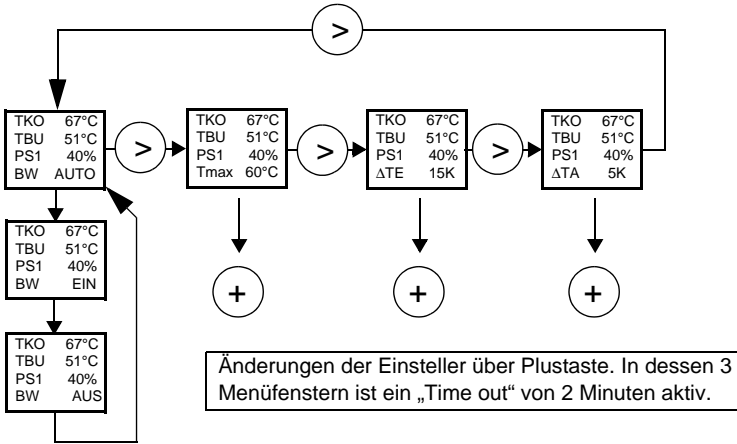 >
TKO 67°C
TBU 51°C
PS1 40%
BW AUTO
>
TKO 67°C
TBU 51°C
PS1 40%
Tmax 60°C
>
TKO 67°C
TBU 51°C
PS1 40%
ΔTE 15K
>
TKO 67°C
TBU 51°C
PS1 40%
ΔTA 5K
TKO 67°C
TBU 51°C
PS1 40%
BW EIN
+
+
+
TKO 67°C
TBU 51°C
PS1 40%
BW AUS
Änderungen der Einsteller über Plustaste. In dessen 3
Menüfenstern ist ein „Time out“ von 2 Minuten aktiv.